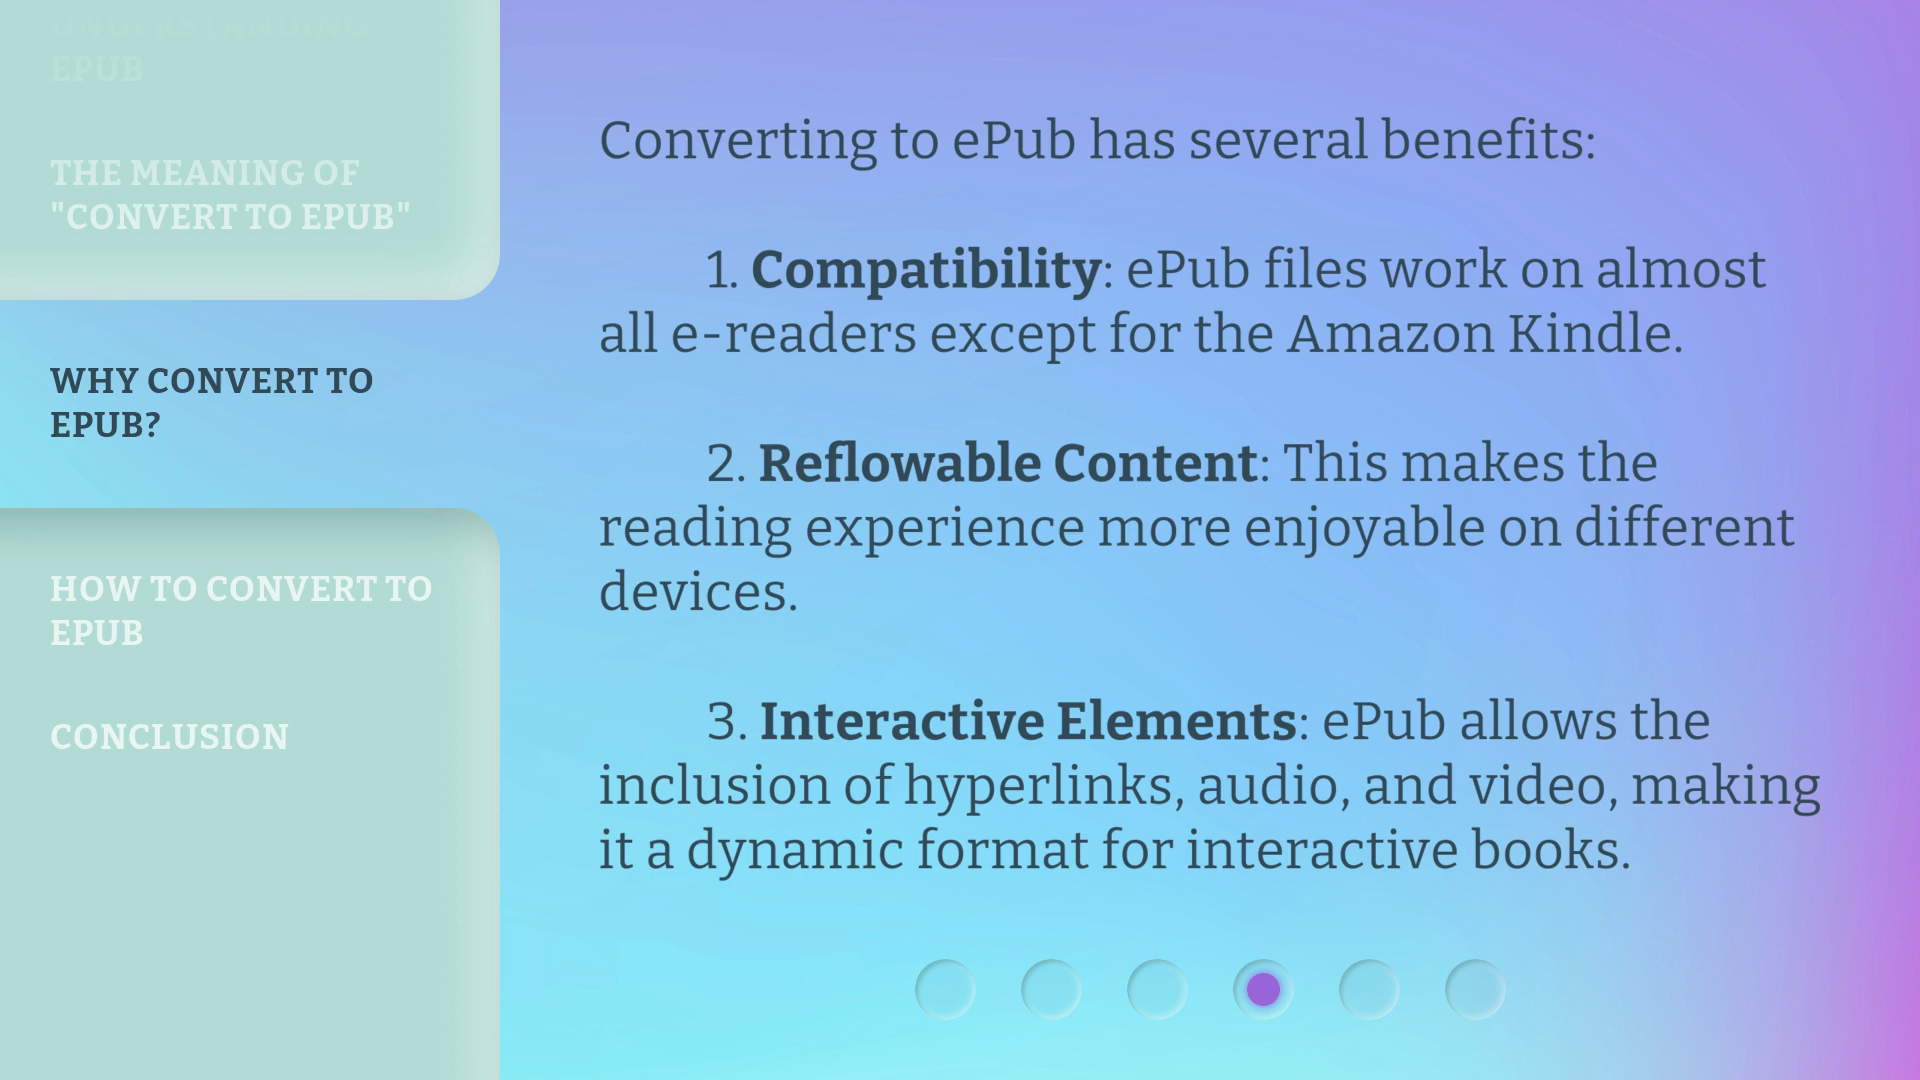 UNDERSTANDING
EPUB
THE MEANING OF
"CONVERT TO EPUB"
WHY CONVERT TO
EPUB?
HOW TO CONVERT TO
EPUB
CONCLUSION
Converting to ePub has several benefits:
1. Compatibility: ePub files work on almost
all e-readers except for the Amazon Kindle.
2. Reflowable Content: This makes the
reading experience more enjoyable on different
devices.
3. Interactive Elements: ePub allows the
inclusion of hyperlinks, audio, and video, making
it a dynamic format for interactive books.